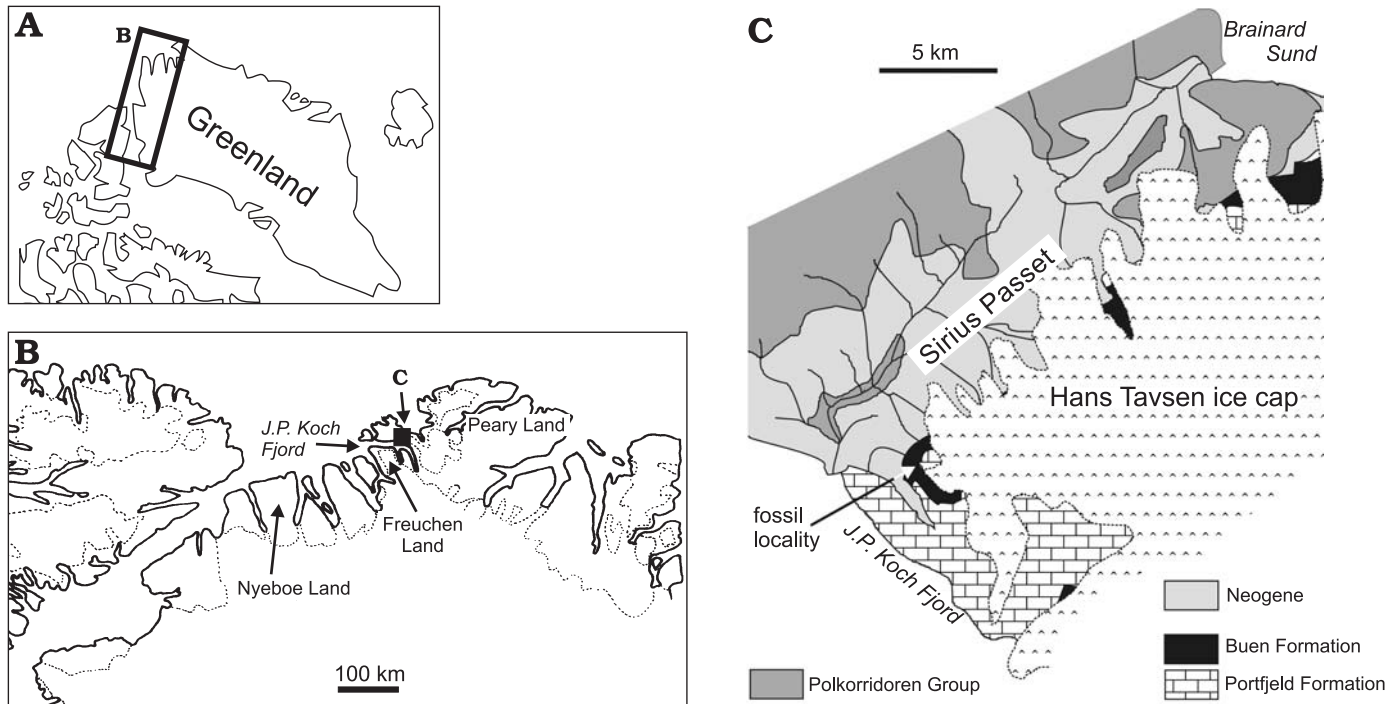 A
B
Greenland
B
C
J.P. Koch
Fjord
Peary Land
Freuchen
Land
Nyeboe Land
100 km
C
5 km
Brainard
Sund
Sirius Passet
Hans Tavsen ice cap
fossil
locality
J.P. Koch Fjord
Neogene
Buen Formation
Polkorridoren Group
Portfjeld Formation